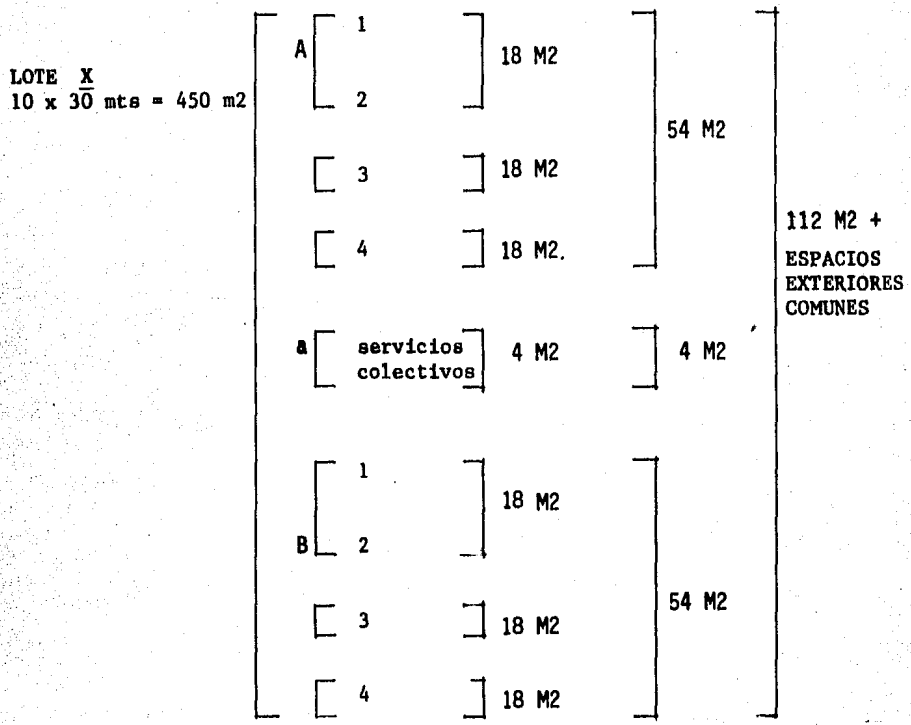 LOTE X
10 x 30 mts = 450 m2
A
1
2
18 M2
3
18 M2
4
18 M2.
54 M2
a
servicios
colectivos
4 M2
4 M2
B
1
2
18 M2
3
18 M2
4
18 M2
54 M2
112 M2 +
ESPACIOS
EXTERIORES
COMUNES